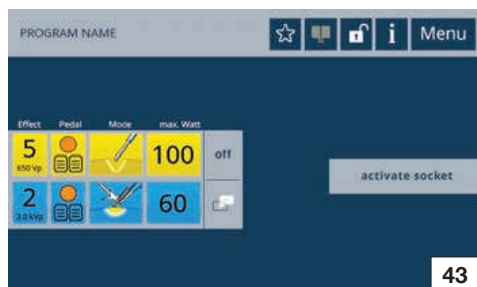 PROGRAM NAME
i
Menu
Effect Pedal Mode max. Watt
5
650 Vp
100
off
2
2.0 kVp
60
activate socket
43